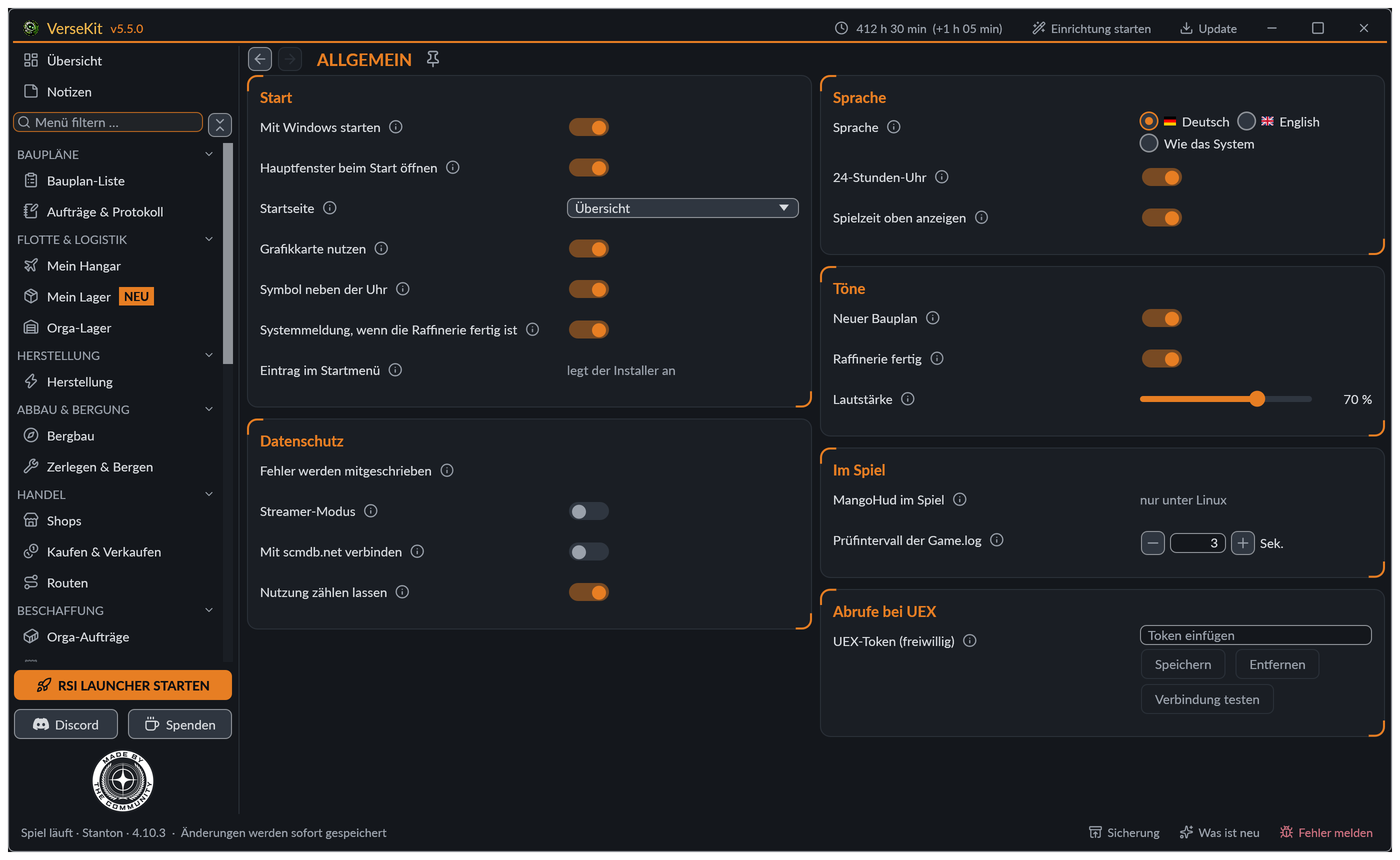 VerseKit v5.5.0
412 h 30 min (+1 h 05 min)
Einrichtung starten
Update
Übersicht
Notizen
Menü filtern ...
BAUPLÄNE
Bauplan-Liste
Aufträge & Protokoll
FLOTTE & LOGISTIK
Mein Hangar
Mein Lager NEU
Orga-Lager
HERSTELLUNG
Herstellung
ABBAU & BERGUNG
Bergbau
Zerlegen & Bergen
HANDEL
Shops
Kaufen & Verkaufen
Routen
BESCHAFFUNG
Orga-Aufträge
RSI LAUNCHER STARTEN
Discord
Spenden
MADE BY
THE COMMUNITY
ALLGEMEIN
Start
Mit Windows starten
Hauptfenster beim Start öffnen
Startseite
Übersicht
Grafikkarte nutzen
Symbol neben der Uhr
Systemmeldung, wenn die Raffinerie fertig ist
Eintrag im Startmenü
legt der Installer an
Datenschutz
Fehler werden mitgeschrieben
Streamer-Modus
Mit scmdb.net verbinden
Nutzung zählen lassen
Sprache
Sprache
Deutsch
English
Wie das System
24-Stunden-Uhr
Spielzeit oben anzeigen
Töne
Neuer Bauplan
Raffinerie fertig
Lautstärke
70 %
Im Spiel
MangoHud im Spiel
nur unter Linux
Prüfintervall der Game.log
3
Sek.
Abrufe bei UEX
UEX-Token (freiwillig)
Token einfügen
Speichern
Entfernen
Verbindung testen
Spiel läuft · Stanton · 4.10.3 · Änderungen werden sofort gespeichert
Sicherung
Was ist neu
Fehler melden